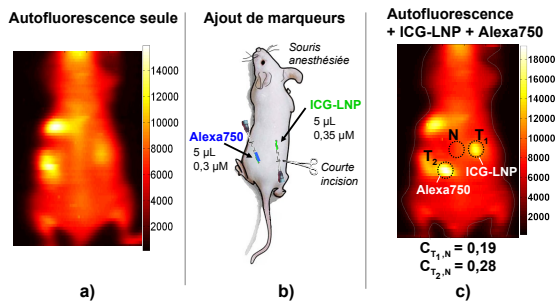 Autofluorescence seule
14000
12000
10000
8000
6000
4000
2000
a)
Ajout de marqueurs
Souris
anesthésiée
ICG-LNP
5 µL
0,35 µM
Alexa750
5 µL
0,3 µM
Courte
incision
b)
Autofluorescence
+ ICG-LNP + Alexa750
18000
16000
14000
12000
10000
8000
6000
4000
2000
N
T1
T2
ICG-LNP
Alexa750
CT1,N = 0,19
CT2,N = 0,28
c)